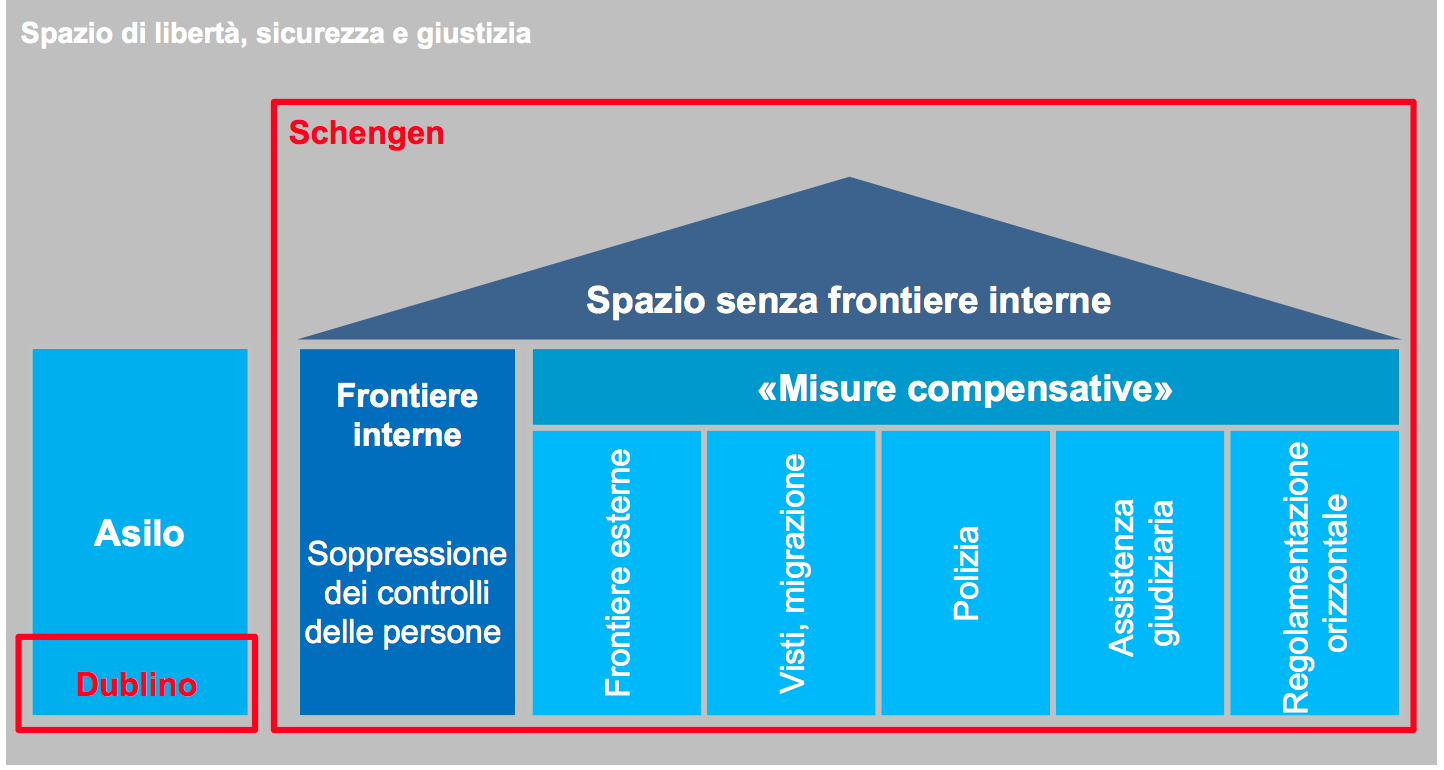 Spazio di libertà, sicurezza e giustizia
Schengen
Spazio senza frontiere interne
Asilo
Dublino
Frontiere
interne
Soppressione
dei controlli
delle persone
«Misure compensative»
Frontiere esterne
Visti, migrazione
Polizia
Assistenza
giudiziaria
Regolamentazione
orizzontale